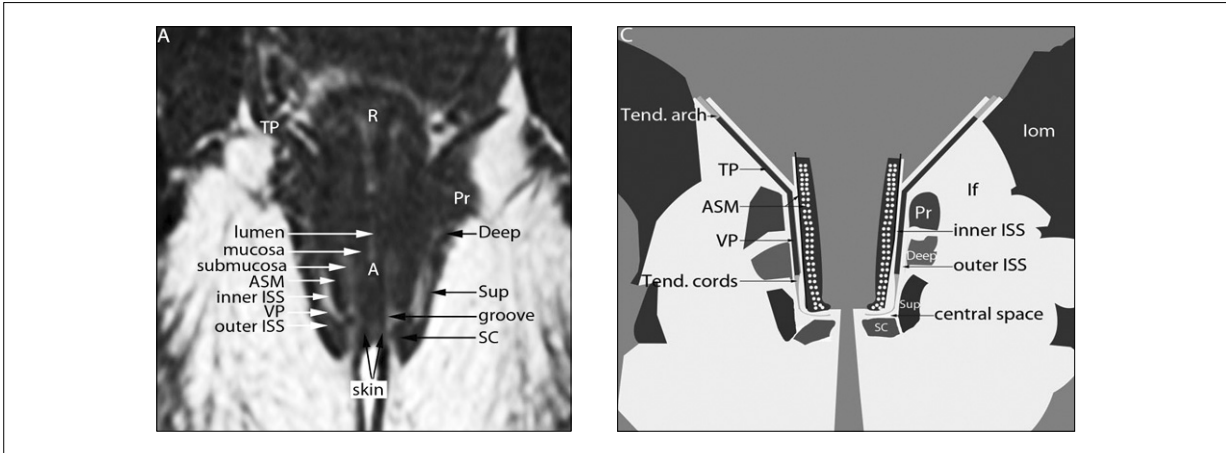 A
TP
R
Pr
lumen
mucosa
submucosa
ASM
inner ISS
VP
outer ISS
A
Deep
Sup
groove
SC
skin
C
Tend. arch
TP
ASM
VP
Tend. cords
Iom
If
Pr
inner ISS
Deep
outer ISS
Sup
central space
SC